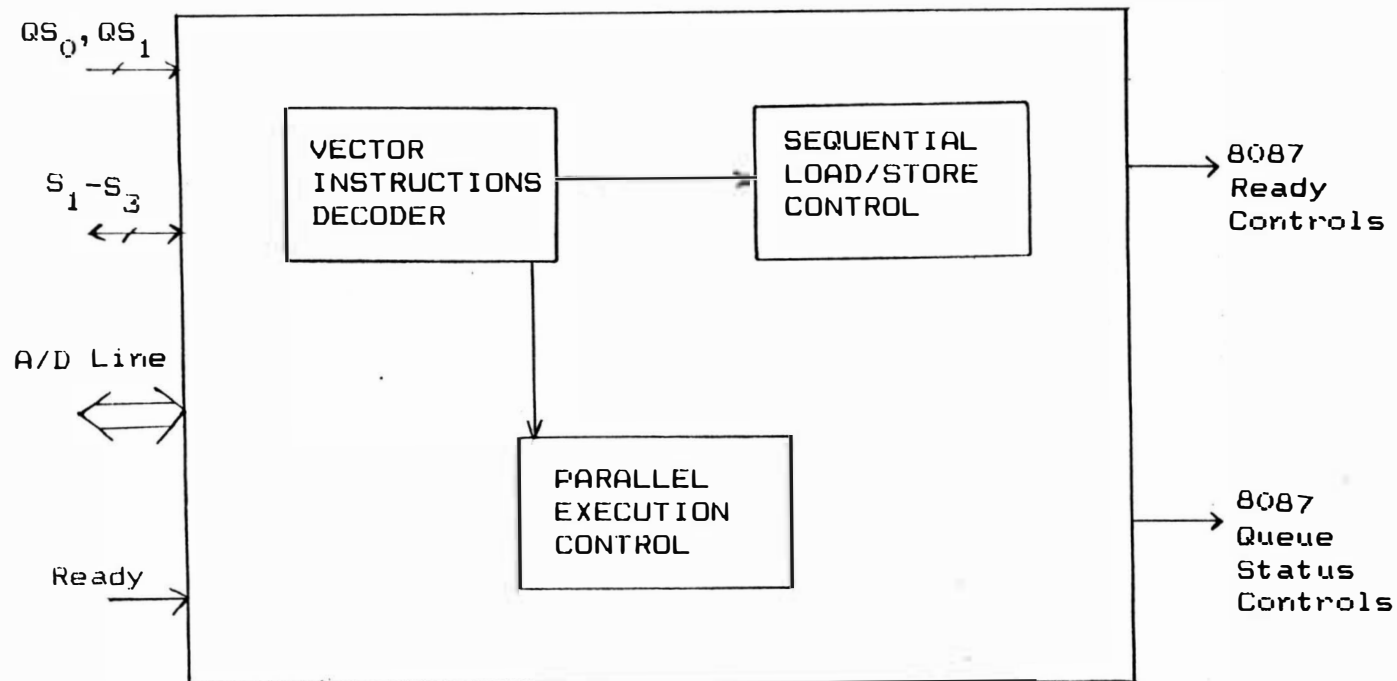 QS0,QS1
S1-S3
A/D Line
Ready
VECTOR
INSTRUCTIONS
DECODER
SEQUENTIAL
LOAD/STORE
CONTROL
PARALLEL
EXECUTION
CONTROL
8087
Ready
Controls
8087
Queue
Status
Controls